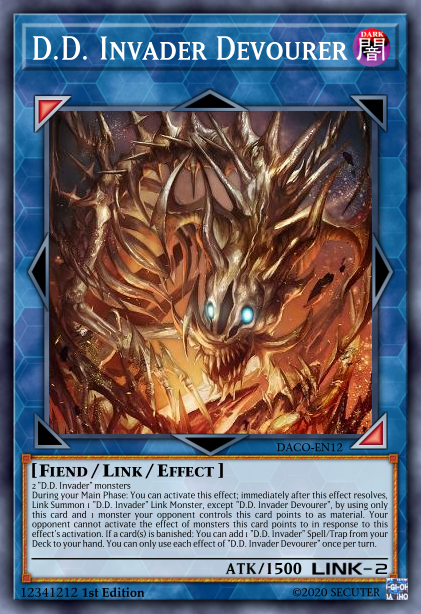 D.D. Invader Devourer
DARK
闇
DACO-EN12
[Fiend / Link / Effect ]
2 "D.D. Invader" monsters
During your Main Phase: You can activate this effect; immediately after this effect resolves,
Link Summon 1 "D.D. Invader" Link Monster, except "D.D. Invader Devourer", by using only
this card and 1 monster your opponent controls this card points to as material. Your
opponent cannot activate the effect of monsters this card points to in response to this
effect's activation. If a card(s) is banished: You can add 1 "D.D. Invader" Spell/Trap from your
Deck to your hand. You can only use each effect of "D.D. Invader Devourer" once per turn.
ATK/1500 LINK-2
12341212 1st Edition ©2020 SECUTER